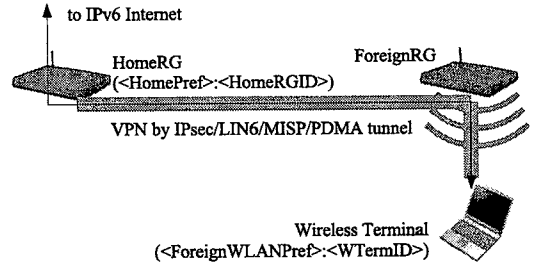 to IPv6 Internet
HomeRG
(<HomePref>:<HomeRGID>)
ForeignRG
VPN by IPsec/LIN6/MISP/PDMA tunnel
Wireless Terminal
(<ForeignWLANPref>:<WTermID>)